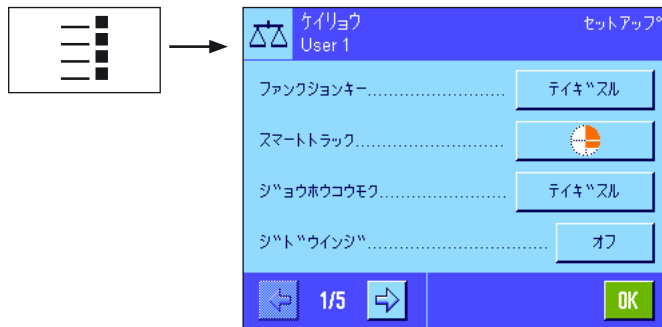 ケイリョウ
セットアップ
User 1
ファンクションキー........................ テイギスル
スマートトラック..........................
ジョウホウコウモク...................... テイギスル
ジドウインジ................................ オフ
1/5
OK